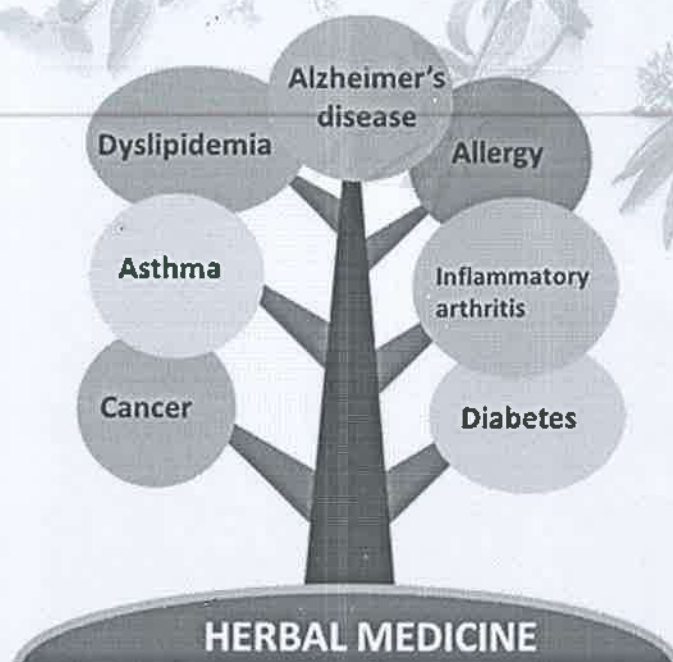 Alzheimer's
disease
Dyslipidemia
Allergy
Asthma
Inflammatory
arthritis
Cancer
Diabetes
HERBAL MEDICINE